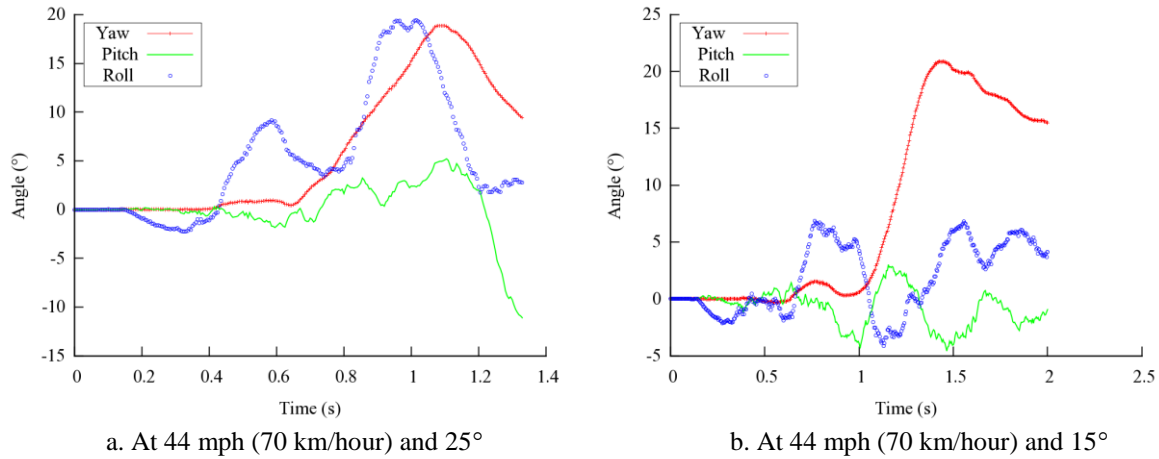 20
15
10
5
0
-5
-10
-15
Angle (°)
Yaw
Pitch
Roll
0 0.2 0.4 0.6 0.8 1 1.2 1.4
Time (s)
a. At 44 mph (70 km/hour) and 25°
25
20
15
10
5
0
-5
Angle (°)
Yaw
Pitch
Roll
0 0.5 1 1.5 2 2.5
Time (s)
b. At 44 mph (70 km/hour) and 15°